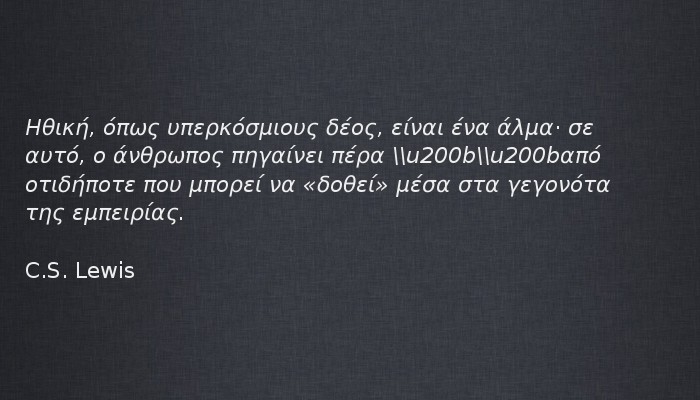 Ηθική, όπως υπερκόσμιους δέος, είναι ένα άλμα· σε
αυτό, ο άνθρωπος πηγαίνει πέρα \\u200b\\u200bαπό
οτιδήποτε που μπορεί να «δοθεί» μέσα στα γεγονότα
της εμπειρίας.
C.S. Lewis